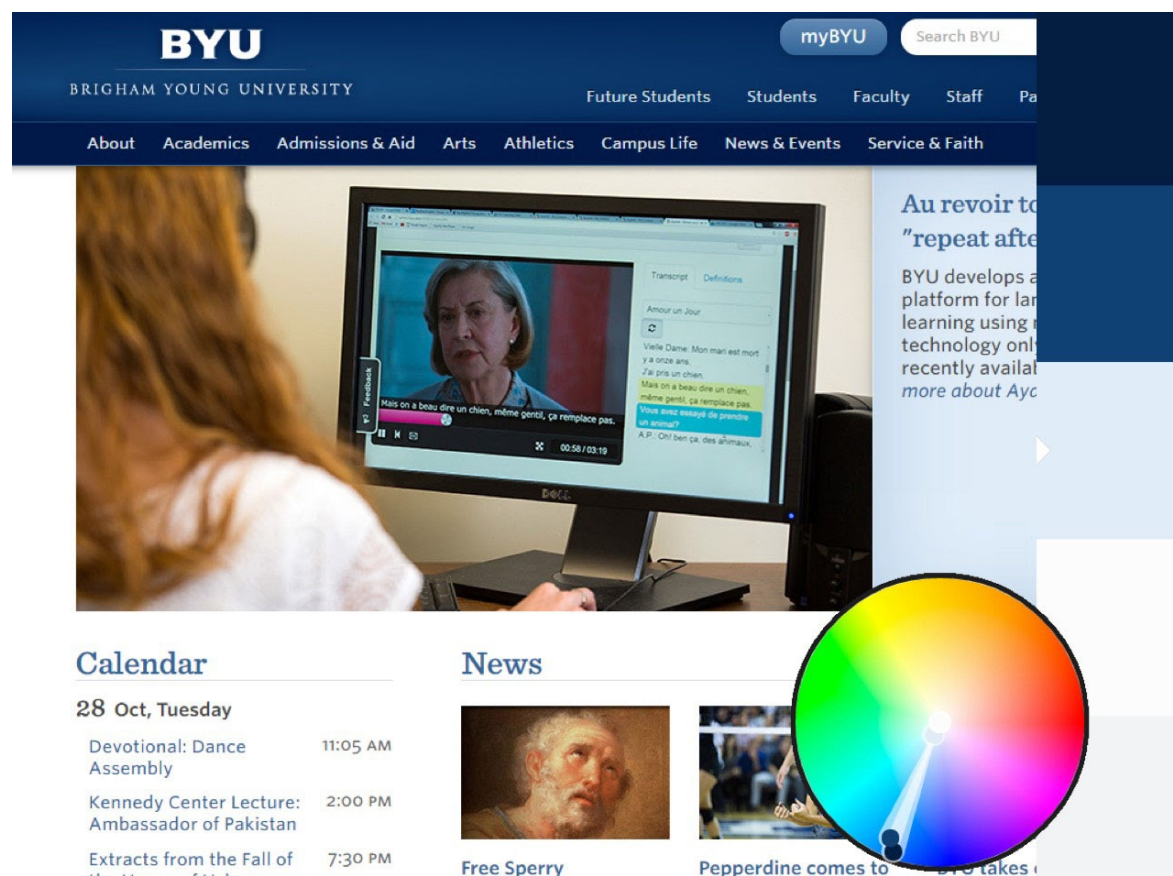 BYU
BRIGHAM YOUNG UNIVERSITY
myBYU
Search BYU
Future Students Students Faculty Staff Pa
About Academics Admissions & Aid Arts Athletics Campus Life News & Events Service & Faith
Transcript Definitions
Amour un Jour
Vielle Dame: Mon mari est mort
y a onze ans.
J'ai pris un chien.
Mais on a beau dire un chien,
même gentil, ça remplace pas.
Vous avez essayé de prendre
un animal?
A.P.: Oh! ben ça, des animaux,
Feedback
Mais on a beau dire un chien, même gentil, ça remplace pas.
00:58 / 03:19
DELL
Au revoir to
"repeat afte
BYU develops a
platform for lan
learning using
technology only
recently availab
more about Ayc
Calendar
28 Oct, Tuesday
Devotional: Dance
Assembly
11:05 AM
Kennedy Center Lecture:
Ambassador of Pakistan
2:00 PM
Extracts from the Fall of
7:30 PM
News
Free Sperry
Pepperdine comes to
BYU takes